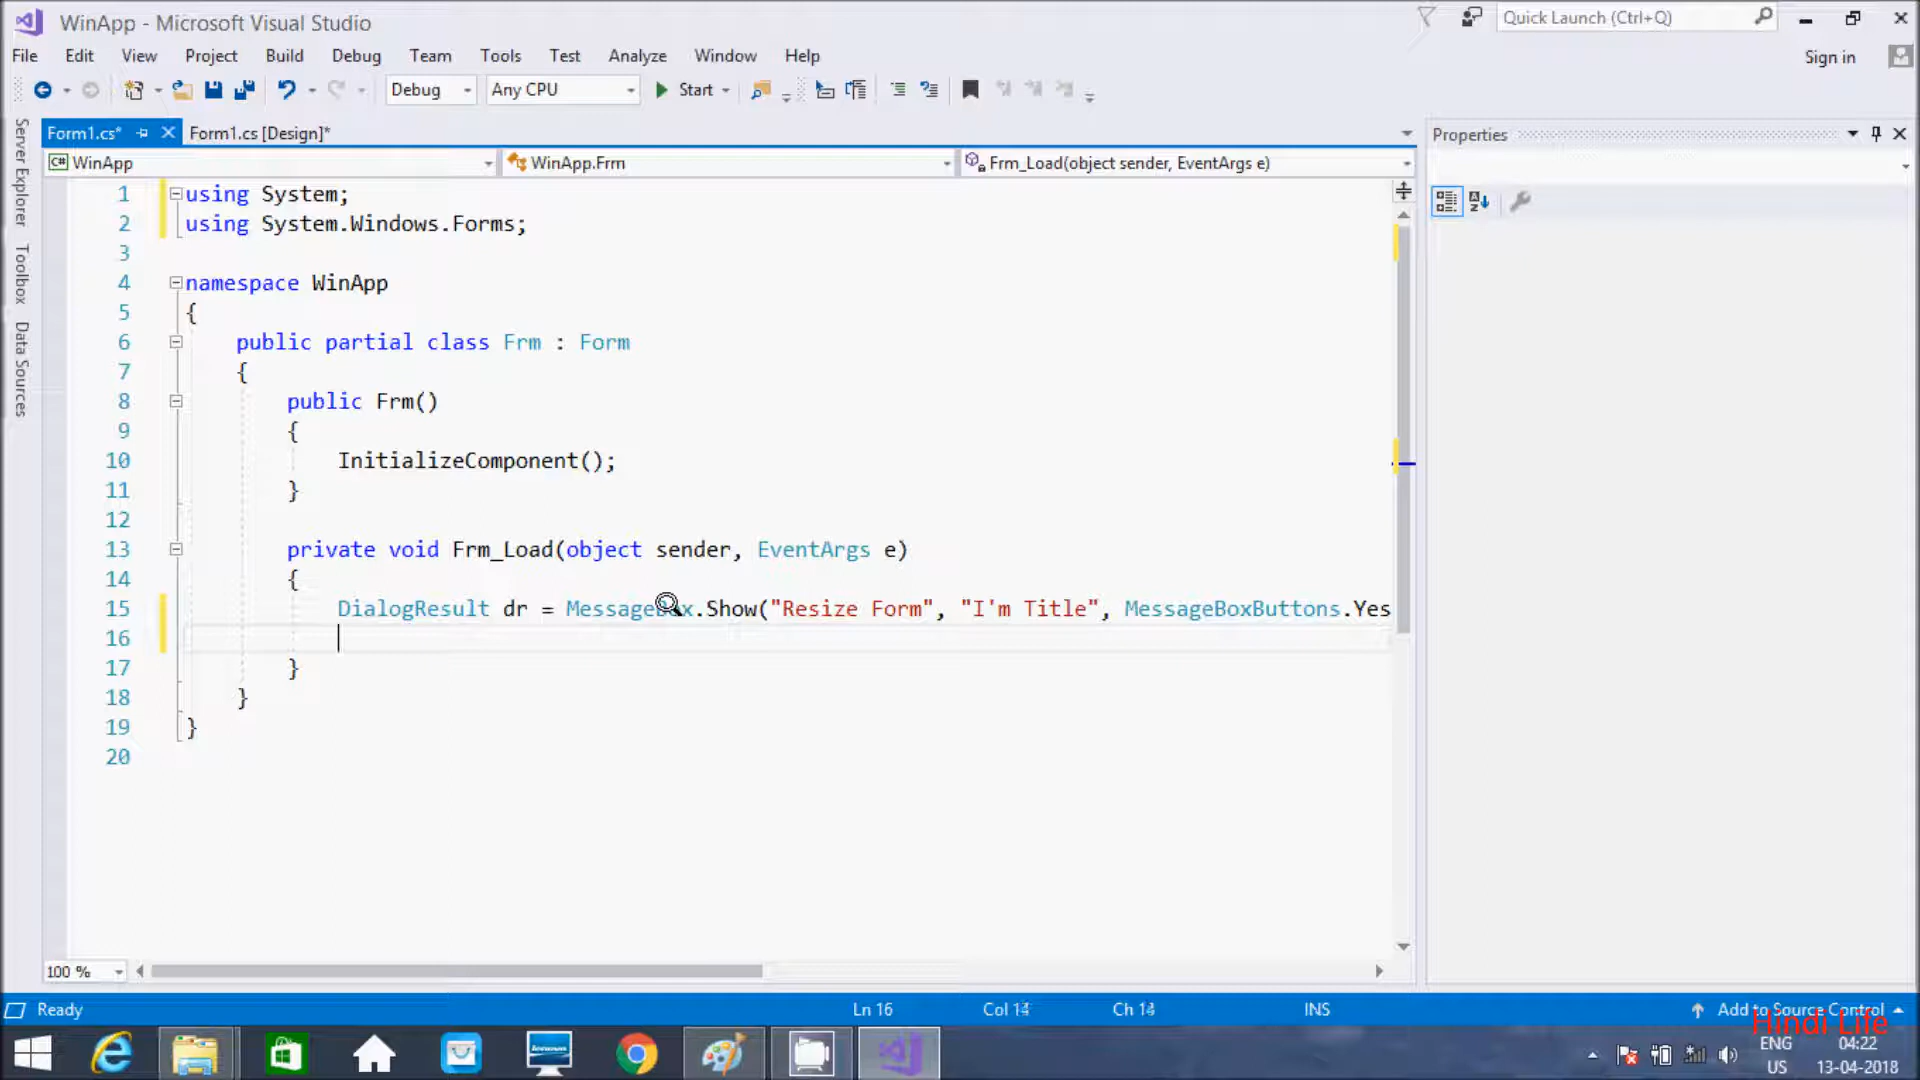 WinApp - Microsoft Visual Studio
Quick Launch (Ctrl+Q)
File Edit View Project Build Debug Team Tools Test Analyze Window Help
Sign in
Debug Any CPU Start
Server Explorer
Toolbox
Data Sources
Form1.cs* Form1.cs [Design]*
Properties
C# WinApp WinApp.Frm Frm_Load(object sender, EventArgs e)
1 using System;
2 using System.Windows.Forms;
3
4 namespace WinApp
5 {
6 public partial class Frm : Form
7 {
8 public Frm()
9 {
10 InitializeComponent();
11 }
12
13 private void Frm_Load(object sender, EventArgs e)
14 {
15 DialogResult dr = MessageBox.Show("Resize Form", "I'm Title", MessageBoxButtons.Yes
16
17 }
18 }
19 }
20
100 %
Ready Ln 16 Col 14 Ch 14 INS Add to Source Control
Hindi Life
ENG 04:22
US 13-04-2018